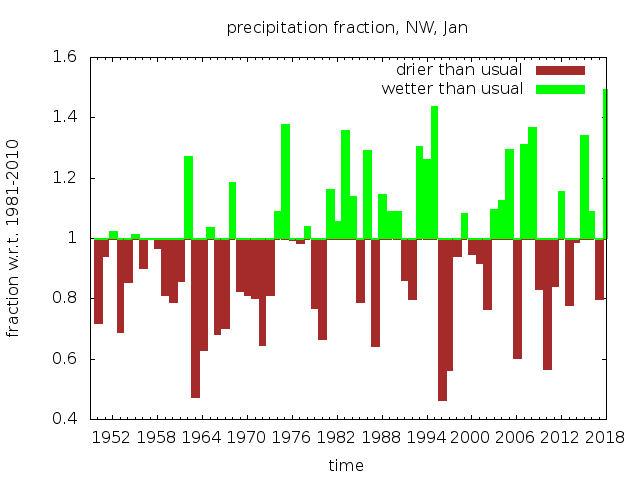 precipitation fraction, NW, Jan
drier than usual
wetter than usual
fraction w.r.t. 1981-2010
1.6
1.4
1.2
1
0.8
0.6
0.4
1952 1958 1964 1970 1976 1982 1988 1994 2000 2006 2012 2018
time